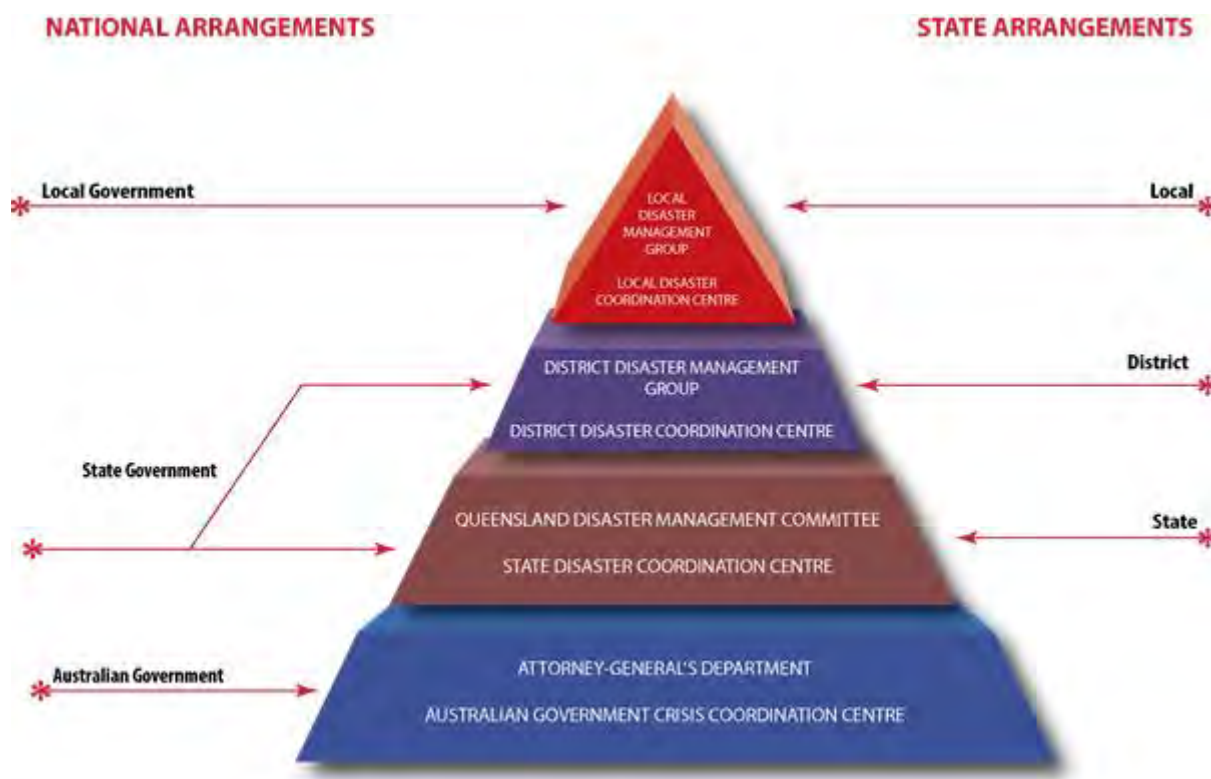 NATIONAL ARRANGEMENTS
STATE ARRANGEMENTS
Local Government
Local
LOCAL
DISASTER
MANAGEMENT
GROUP
LOCAL DISASTER
COORDINATION CENTRE
District
DISTRICT DISASTER MANAGEMENT
GROUP
DISTRICT DISASTER COORDINATION CENTRE
State Government
State
QUEENSLAND DISASTER MANAGEMENT COMMITTEE
STATE DISASTER COORDINATION CENTRE
Australian Government
ATTORNEY-GENERAL'S DEPARTMENT
AUSTRALIAN GOVERNMENT CRISIS COORDINATION CENTRE